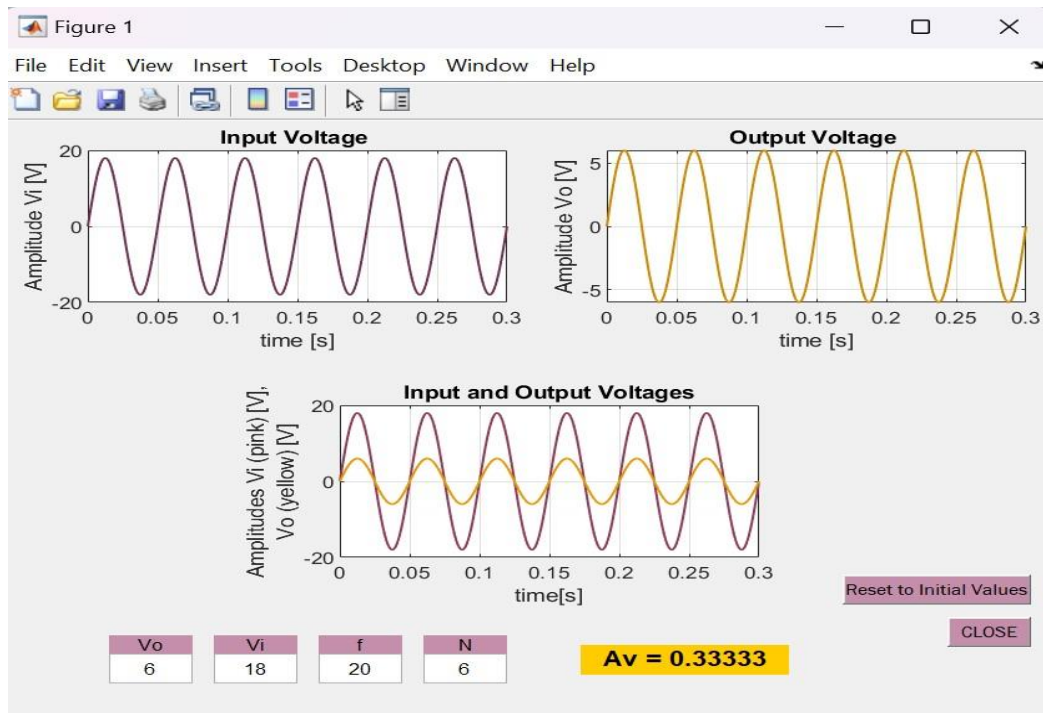 Figure 1
File Edit View Insert Tools Desktop Window Help
Input Voltage
Amplitude Vi [V]
20
0
-20
0 0.05 0.1 0.15 0.2 0.25 0.3
time [s]
Output Voltage
Amplitude Vo [V]
5
0
-5
0 0.05 0.1 0.15 0.2 0.25 0.3
time [s]
Input and Output Voltages
Amplitudes Vi (pink) [V],
Vo (yellow) [V]
20
0
-20
0 0.05 0.1 0.15 0.2 0.25 0.3
time[s]
Reset to Initial Values
CLOSE
Vo Vi f N
6 18 20 6
Av = 0.33333